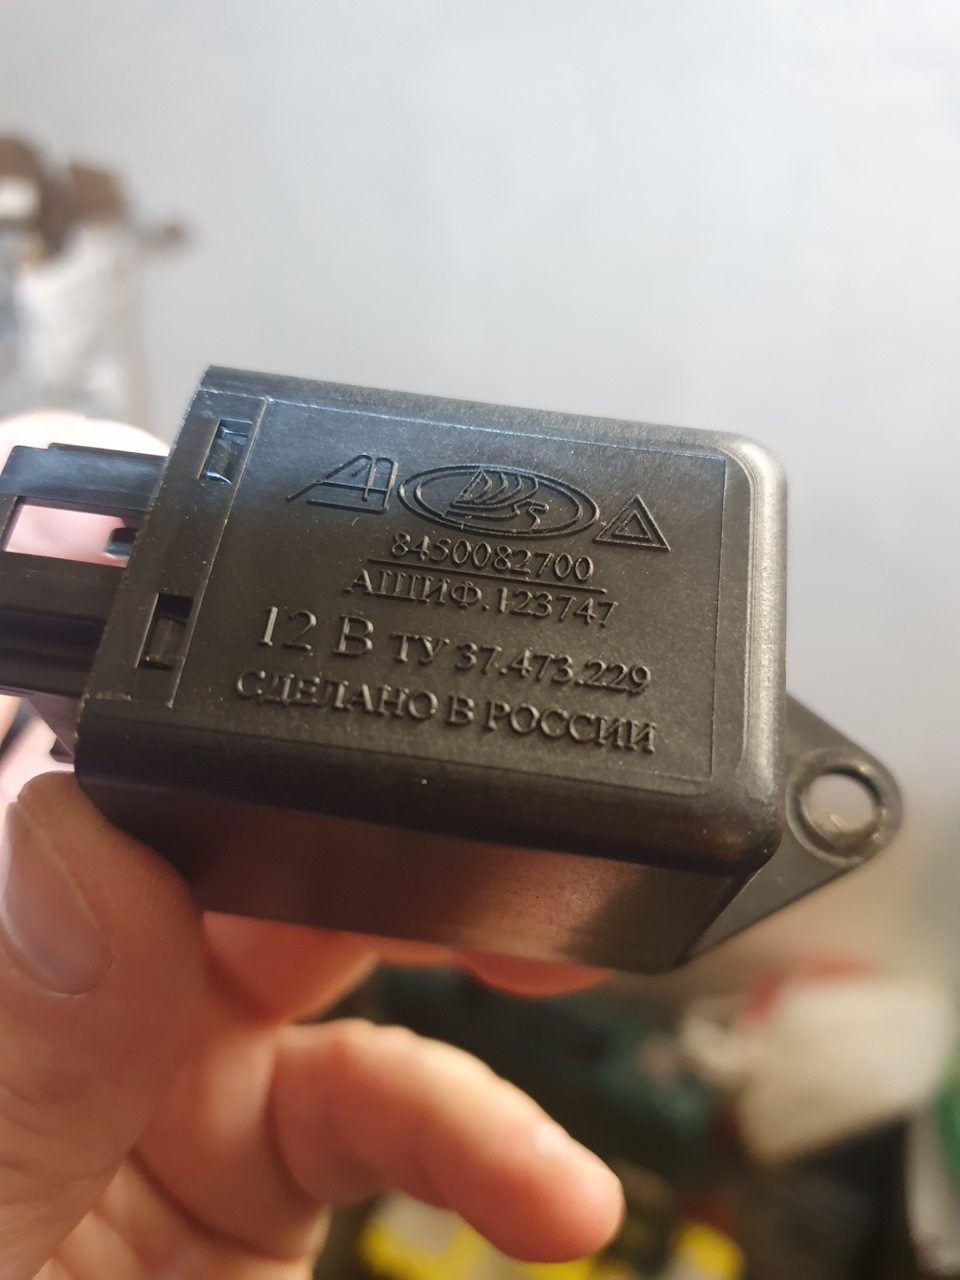 8450082700
АШИФ.123747
12 В ТУ 37.473.229
СДЕЛАНО В РОССИИ